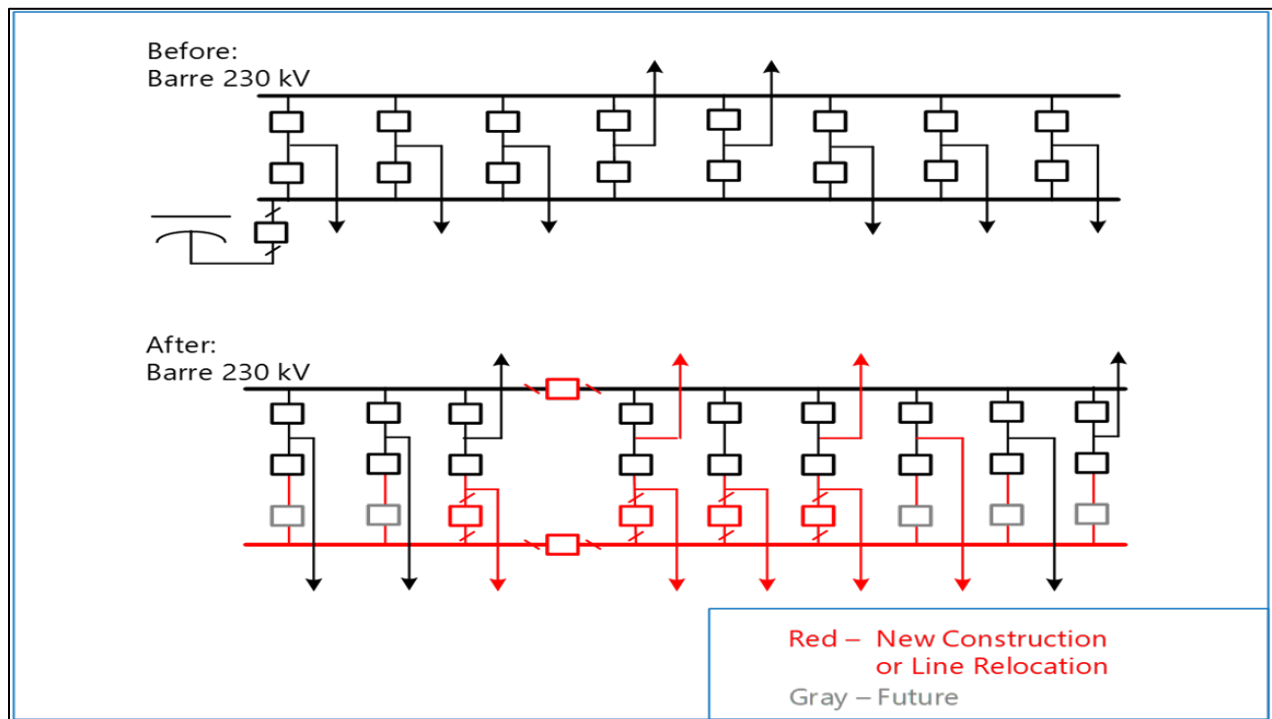 Before:
Barre 230 kV
After:
Barre 230 kV
Red – New Construction
or Line Relocation
Gray – Future